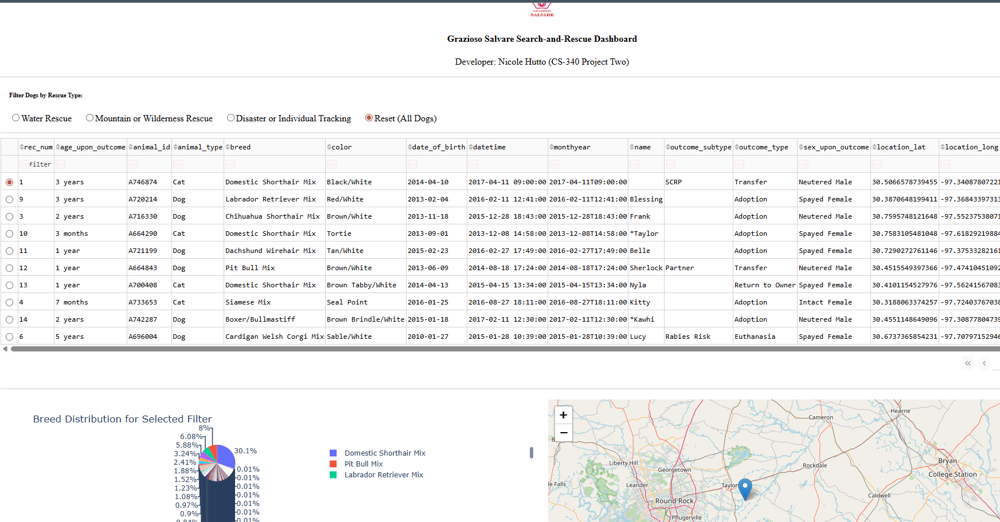 GRAZIOSO
SALVARE
Grazioso Salvare Search-and-Rescue Dashboard
Developer: Nicole Hutto (CS-340 Project Two)
Filter Dogs by Rescue Type:
Water Rescue Mountain or Wilderness Rescue Disaster or Individual Tracking Reset (All Dogs)
rec_num age_upon_outcome animal_id animal_type breed color date_of_birth datetime monthyear name outcome_subtype outcome_type sex_upon_outcome location_lat location_long
Aa filter Aa Aa Aa Aa Aa Aa Aa Aa Aa Aa Aa Aa Aa Aa
1 3 years A746874 Cat Domestic Shorthair Mix Black/White 2014-04-10 2017-04-11 09:00:00 2017-04-11T09:00:00 SCRP Transfer Neutered Male 30.5066578739455 -97.34087807221
9 3 years A720214 Dog Labrador Retriever Mix Red/White 2013-02-04 2016-02-11 12:41:00 2016-02-11T12:41:00 Blessing Adoption Spayed Female 30.3870648199411 -97.36843397313
3 2 years A716330 Dog Chihuahua Shorthair Mix Brown/White 2013-11-18 2015-12-28 18:43:00 2015-12-28T18:43:00 Frank Adoption Neutered Male 30.7595748121648 -97.55237538071
10 3 months A664290 Cat Domestic Shorthair Mix Tortie 2013-09-01 2013-12-08 14:58:00 2013-12-08T14:58:00 *Taylor Adoption Spayed Female 30.7583105481048 -97.61829219884
11 1 year A721199 Dog Dachshund Wirehair Mix Tan/White 2015-02-23 2016-02-27 17:49:00 2016-02-27T17:49:00 Belle Adoption Spayed Female 30.7290272761146 -97.37533282161
12 1 year A664843 Dog Pit Bull Mix Brown/White 2013-06-09 2014-08-18 17:24:00 2014-08-18T17:24:00 Sherlock Partner Transfer Neutered Male 30.4515549397366 -97.47410451092
13 1 year A700408 Cat Domestic Shorthair Mix Brown Tabby/White 2014-04-13 2015-04-15 13:34:00 2015-04-15T13:34:00 Nyla Return to Owner Spayed Female 30.4101154527976 -97.56241567083
4 7 months A733653 Cat Siamese Mix Seal Point 2016-01-25 2016-08-27 18:11:00 2016-08-27T18:11:00 Kitty Adoption Intact Female 30.3188063374257 -97.72403767038
14 2 years A742287 Dog Boxer/Bullmastiff Brown Brindle/White 2015-01-18 2017-02-11 12:30:00 2017-02-11T12:30:00 *Kawhi Adoption Neutered Male 30.4551148649096 -97.30877804739
6 5 years A696004 Dog Cardigan Welsh Corgi Mix Sable/White 2010-01-27 2015-01-28 10:39:00 2015-01-28T10:39:00 Lucy Rabies Risk Euthanasia Spayed Female 30.6737365854231 -97.70797152946
Breed Distribution for Selected Filter
8%
6.08%
5.88%
3.24%
2.41%
1.88%
1.52%
1.23%
1.08%
0.97%
0.9%
0.84%
30.1%
0.01%
0.01%
0.01%
0.01%
0.01%
0.01%
0.01%
Domestic Shorthair Mix
Pit Bull Mix
Labrador Retriever Mix
+
−
Hearne
Cameron
Liberty Hill
Georgetown
Rockdale
Bryan
College Station
le Falls
Leander
Taylor
Caldwell
Round Rock
Pflugerville